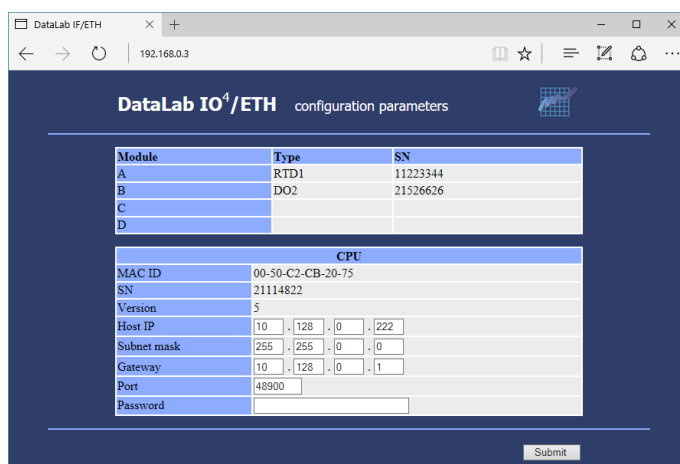 DataLab IF/ETH
192.168.0.3
DataLab IO⁴/ETH configuration parameters
Module Type SN
A RTD1 11223344
B DO2 21526626
C
D
CPU
MAC ID 00-50-C2-CB-20-75
SN 21114822
Version 5
Host IP 10 . 128 . 0 . 222
Subnet mask 255 . 255 . 0 . 0
Gateway 10 . 128 . 0 . 1
Port 48900
Password
Submit